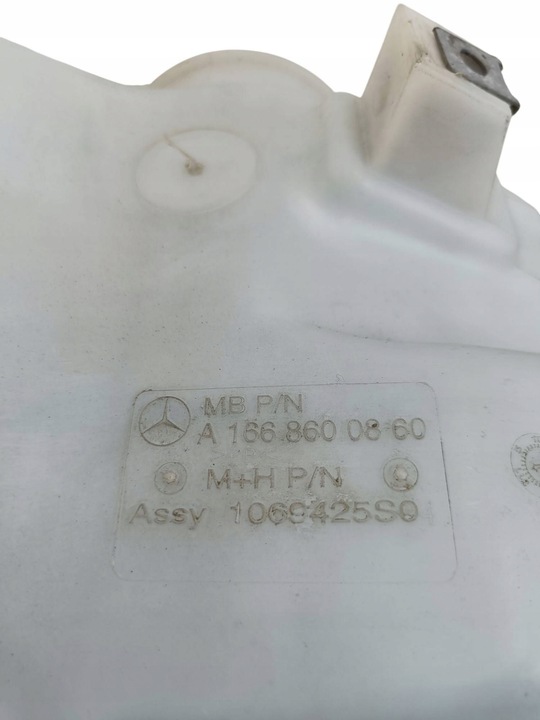 MB P/N
A 166 860 08 60
M+H P/N
Assy 1069425S0